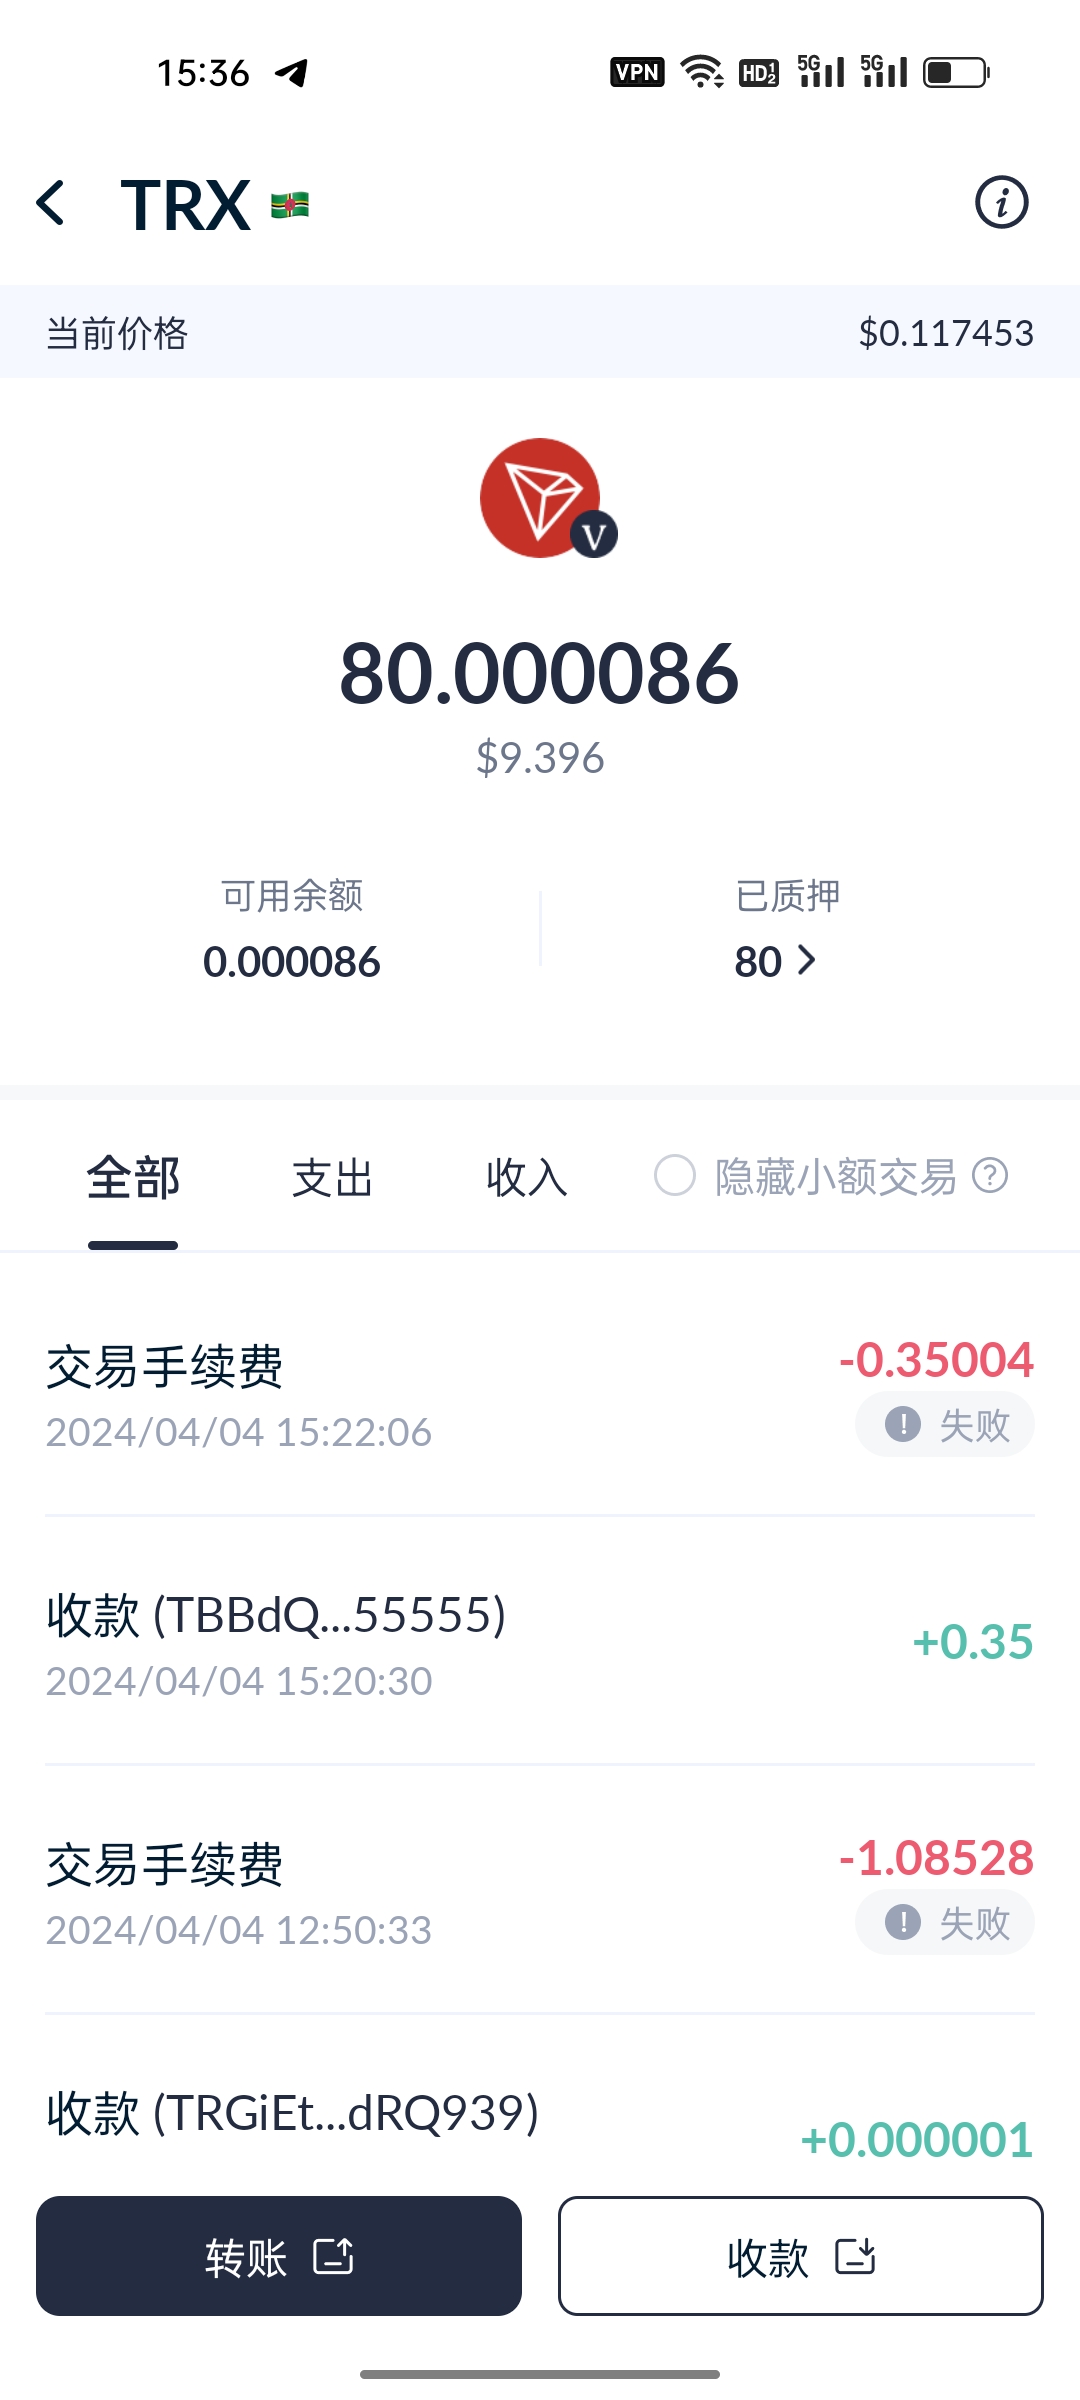 15:36
VPN HD 1 2 5G 5G
TRX
当前价格
$0.117453
V
80.000086
$9.396
可用余额
已质押
0.000086
80
全部
支出
收入
隐藏小额交易
交易手续费
-0.35004
2024/04/04 15:22:06
失败
收款 (TBBdQ...55555)
+0.35
2024/04/04 15:20:30
交易手续费
-1.08528
2024/04/04 12:50:33
失败
收款 (TRGiEt...dRQ939)
+0.000001
转账
收款